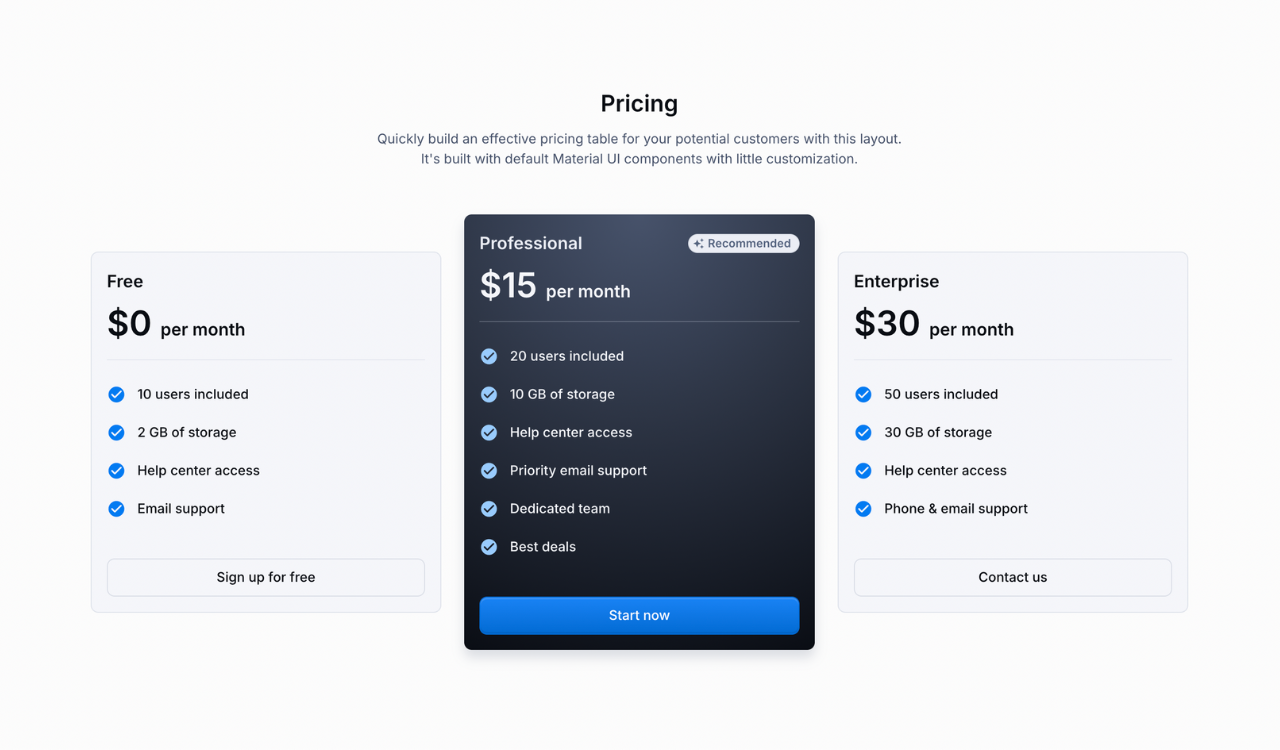 Pricing
Quickly build an effective pricing table for your potential customers with this layout.
It's built with default Material UI components with little customization.
Free
$0 per month
10 users included
2 GB of storage
Help center access
Email support
Sign up for free
Professional
Recommended
$15 per month
20 users included
10 GB of storage
Help center access
Priority email support
Dedicated team
Best deals
Start now
Enterprise
$30 per month
50 users included
30 GB of storage
Help center access
Phone & email support
Contact us